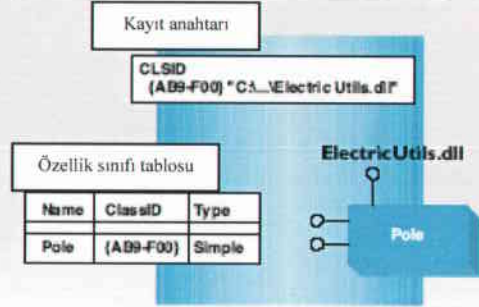 Kayıt anahtarı
CLSID
(AB9-F00) "C:\...\Electric Utils.dll"
Özellik sınıfı tablosu
ElectricUtils.dll
Name ClassID Type
Pole {AB9-F00} Simple
Pole